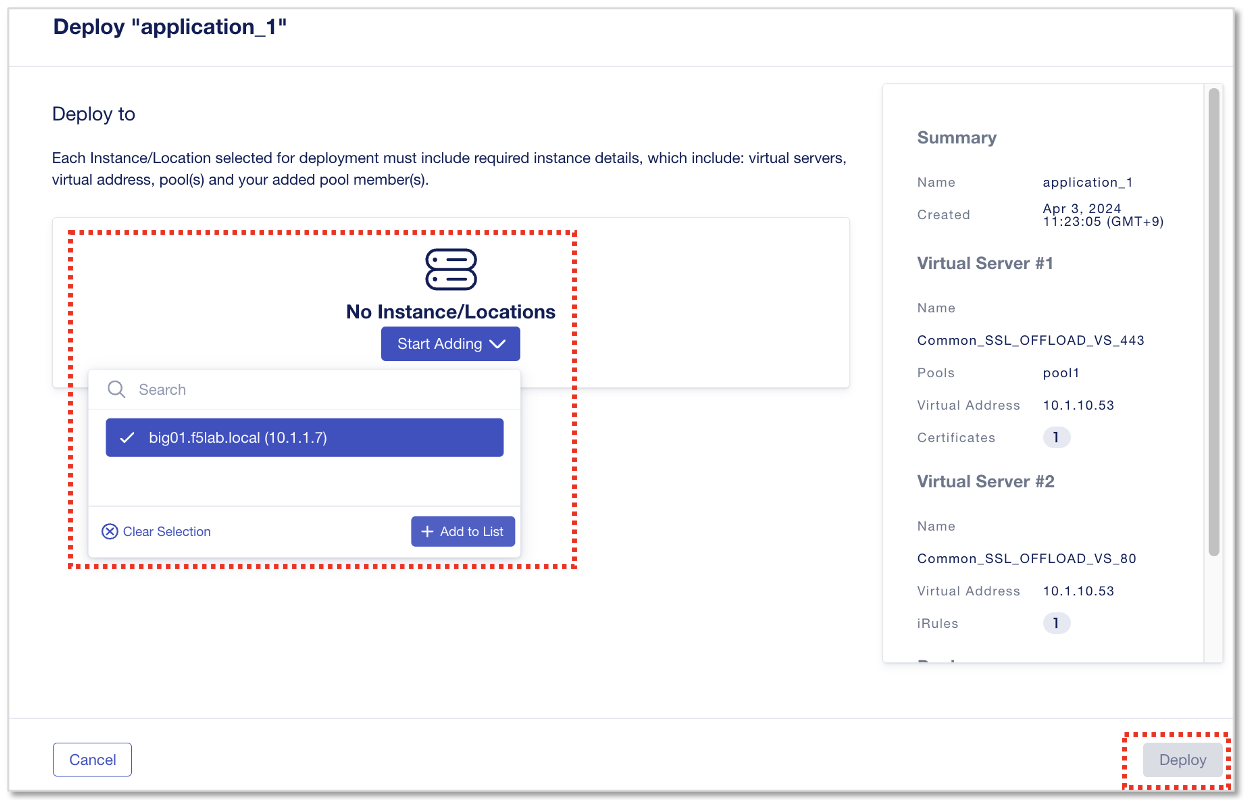 Deploy "application_1"
Deploy to
Each Instance/Location selected for deployment must include required instance details, which include: virtual servers,
virtual address, pool(s) and your added pool member(s).
No Instance/Locations
Start Adding
Search
big01.f5lab.local (10.1.1.7)
Clear Selection
Add to List
Summary
Name application_1
Created Apr 3, 2024
11:23:05 (GMT+9)
Virtual Server #1
Name
Common_SSL_OFFLOAD_VS_443
Pools pool1
Virtual Address 10.1.10.53
Certificates 1
Virtual Server #2
Name
Common_SSL_OFFLOAD_VS_80
Virtual Address 10.1.10.53
iRules 1
Cancel
Deploy